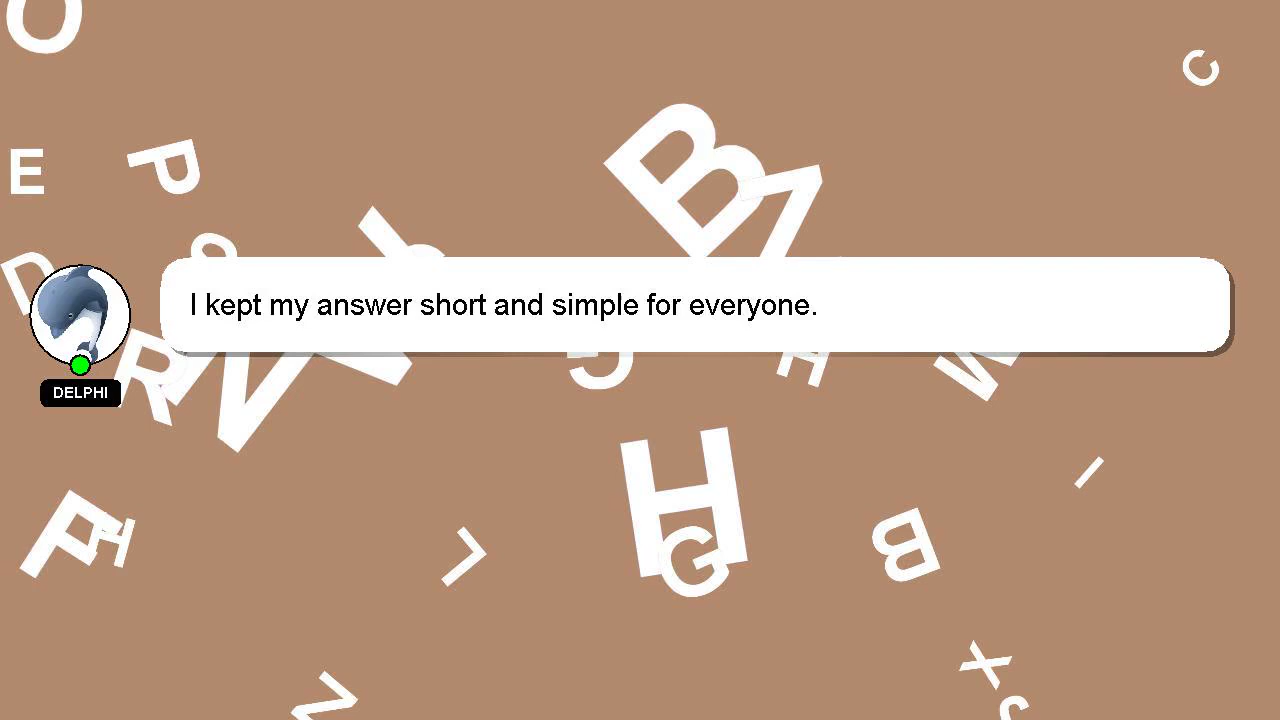 I kept my answer short and simple for everyone.
DELPHI
O
C
E
P
B
D
R
H
G
B
I
F
H
L
X
Z
J